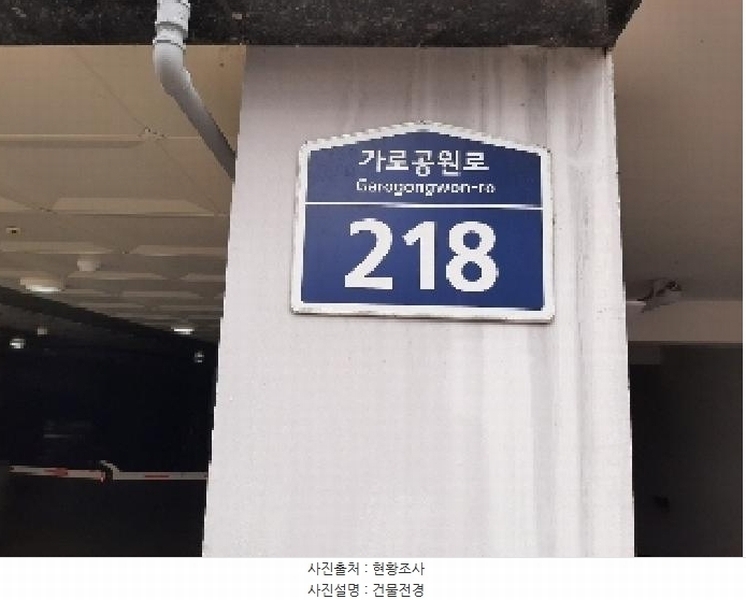 가로공원로
Garogongwon-ro
218
사진출처 : 현황조사
사진설명 : 건물전경